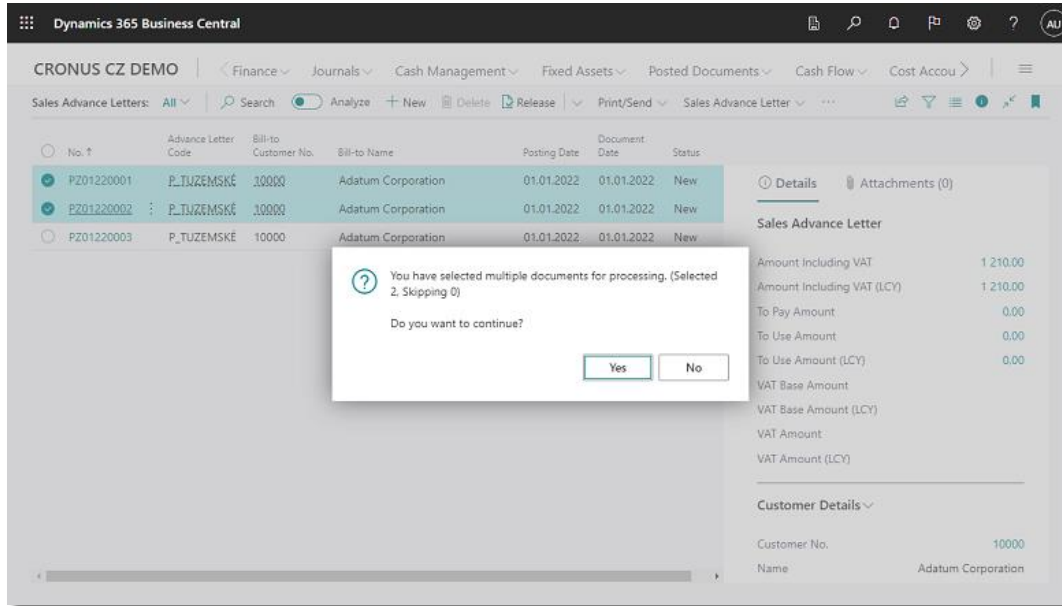 Dynamics 365 Business Central
AU
CRONUS CZ DEMO
Finance Journals Cash Management Fixed Assets Posted Documents Cash Flow Cost Accou
Sales Advance Letters: All Search Analyze + New Delete Release Print/Send Sales Advance Letter ...
No. ↑ Advance Letter Code Bill-to Customer No. Bill-to Name Posting Date Document Date Status
PZ01220001 P_TUZEMSKÉ 10000 Adatum Corporation 01.01.2022 01.01.2022 New
PZ01220002 P_TUZEMSKÉ 10000 Adatum Corporation 01.01.2022 01.01.2022 New
PZ01220003 P_TUZEMSKÉ 10000 Adatum Corporation 01.01.2022 01.01.2022 New
You have selected multiple documents for processing. (Selected
2, Skipping 0)
Do you want to continue?
Yes No
Details Attachments (0)
Sales Advance Letter
Amount Including VAT 1 210.00
Amount Including VAT (LCY) 1 210.00
To Pay Amount 0,00
To Use Amount 0,00
To Use Amount (LCY) 0,00
VAT Base Amount
VAT Base Amount (LCY)
VAT Amount
VAT Amount (LCY)
Customer Details
Customer No. 10000
Name Adatum Corporation